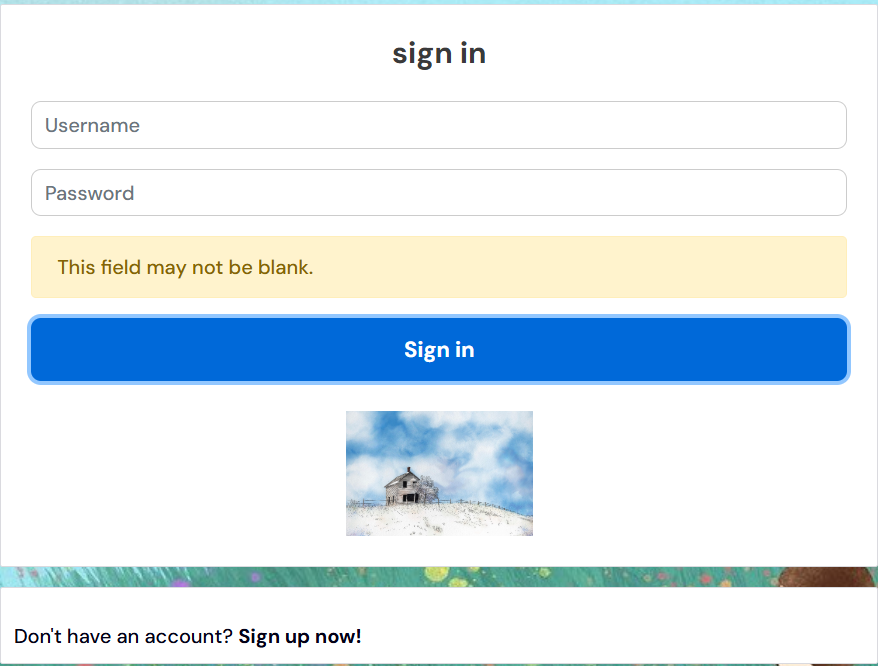 sign in
Username
Password
This field may not be blank.
Sign in
Don't have an account? Sign up now!